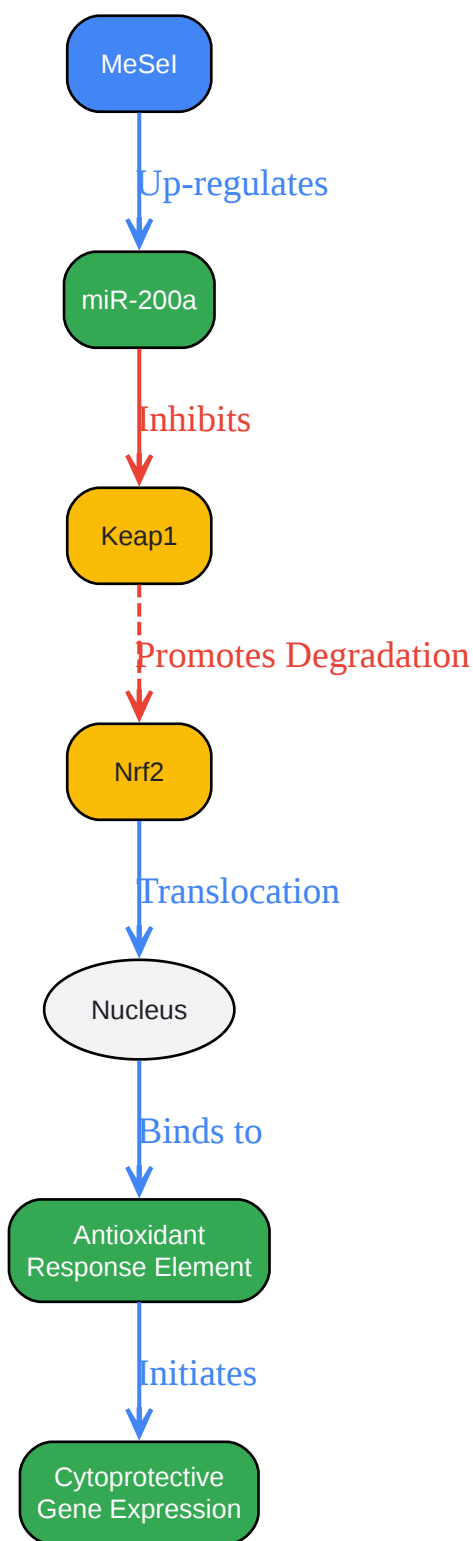 MeSeI
Up-regulates
miR-200a
Inhibits
Keap1
Promotes Degradation
Nrf2
Translocation
Nucleus
Binds to
Antioxidant
Response Element
Initiates
Cytoprotective
Gene Expression